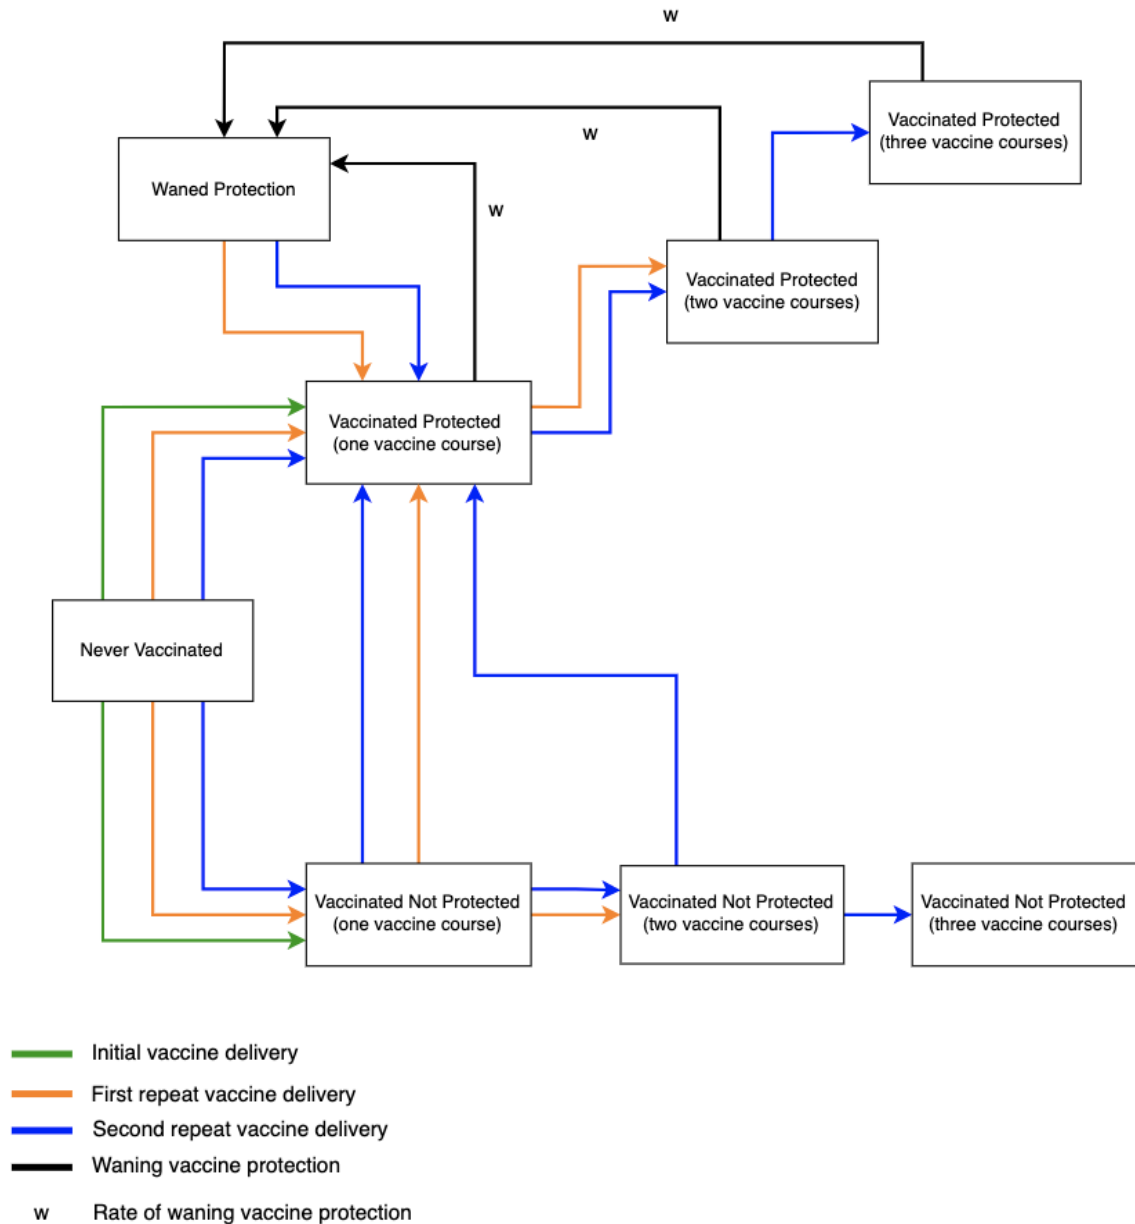 w
Vaccinated Protected
(three vaccine courses)
w
Waned Protection
w
Vaccinated Protected
(two vaccine courses)
Vaccinated Protected
(one vaccine course)
Never Vaccinated
Vaccinated Not Protected
(one vaccine course)
Vaccinated Not Protected
(two vaccine courses)
Vaccinated Not Protected
(three vaccine courses)
Initial vaccine delivery
First repeat vaccine delivery
Second repeat vaccine delivery
Waning vaccine protection
w Rate of waning vaccine protection